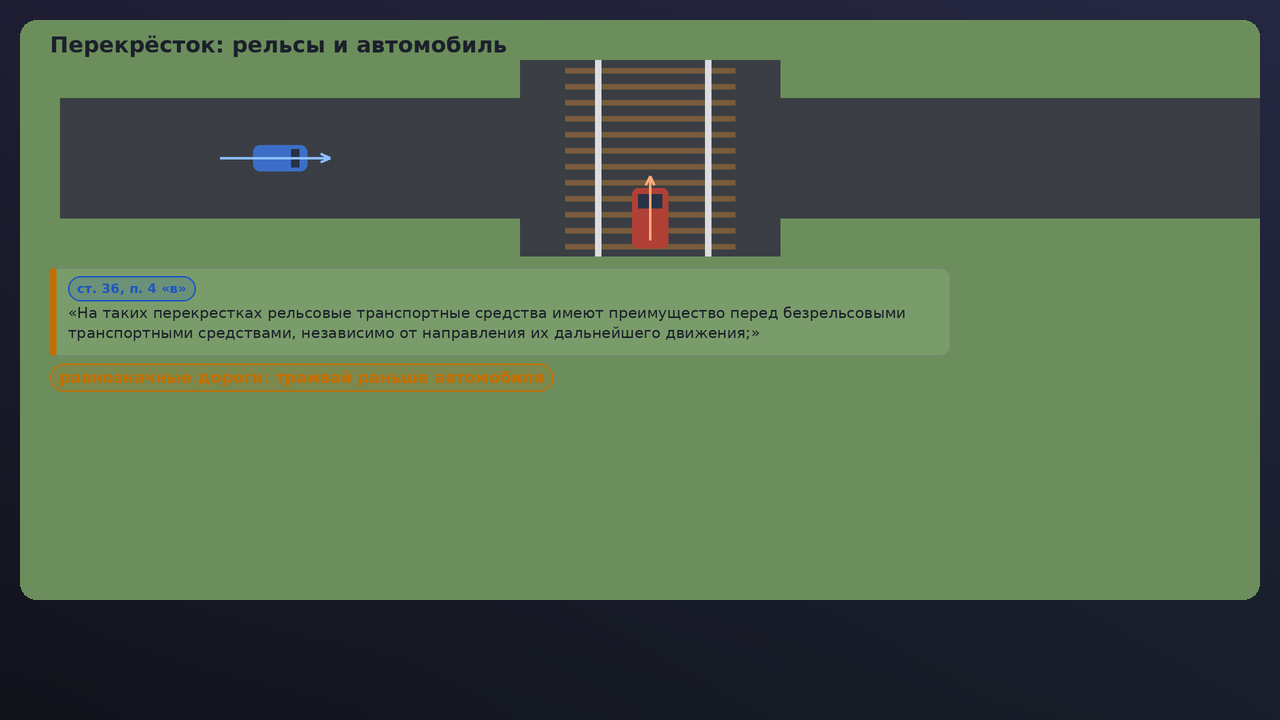 Перекрёсток: рельсы и автомобиль
ст. 36, п. 4 «в»
«На таких перекрестках рельсовые транспортные средства имеют преимущество перед безрельсовыми
транспортными средствами, независимо от направления их дальнейшего движения;»
равнозначные дороги: трамвай раньше автомобиля